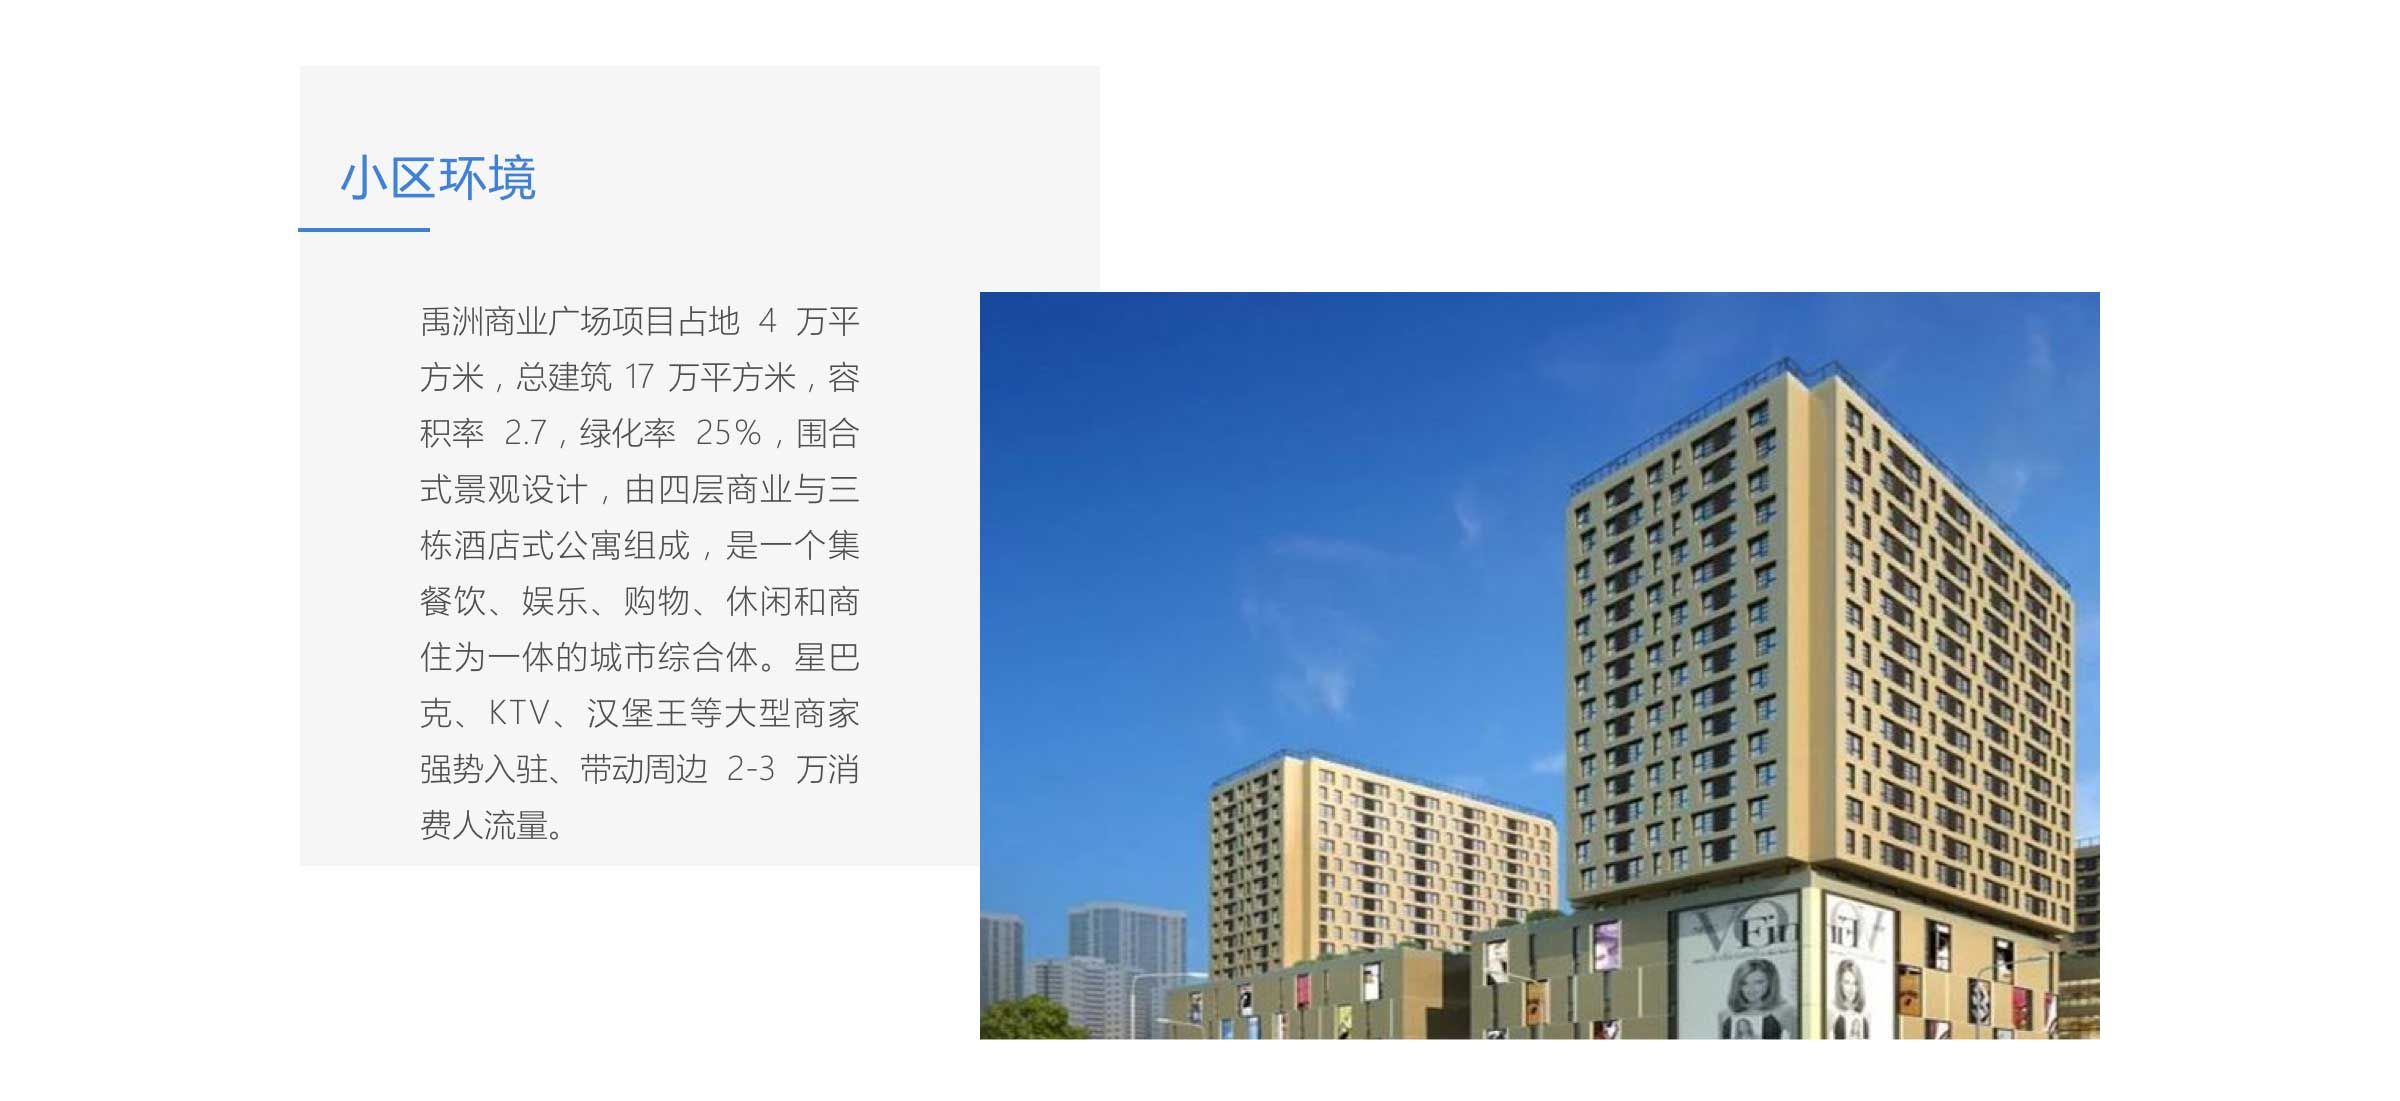 小区环境
禹洲商业广场项目占地 4 万平
方米，总建筑 17 万平方米，容
积率 2.7，绿化率 25%，围合
式景观设计，由四层商业与三
栋酒店式公寓组成，是一个集
餐饮、娱乐、购物、休闲和商
住为一体的城市综合体。星巴
克、KTV、汉堡王等大型商家
强势入驻、带动周边 2-3 万消
费人流量。